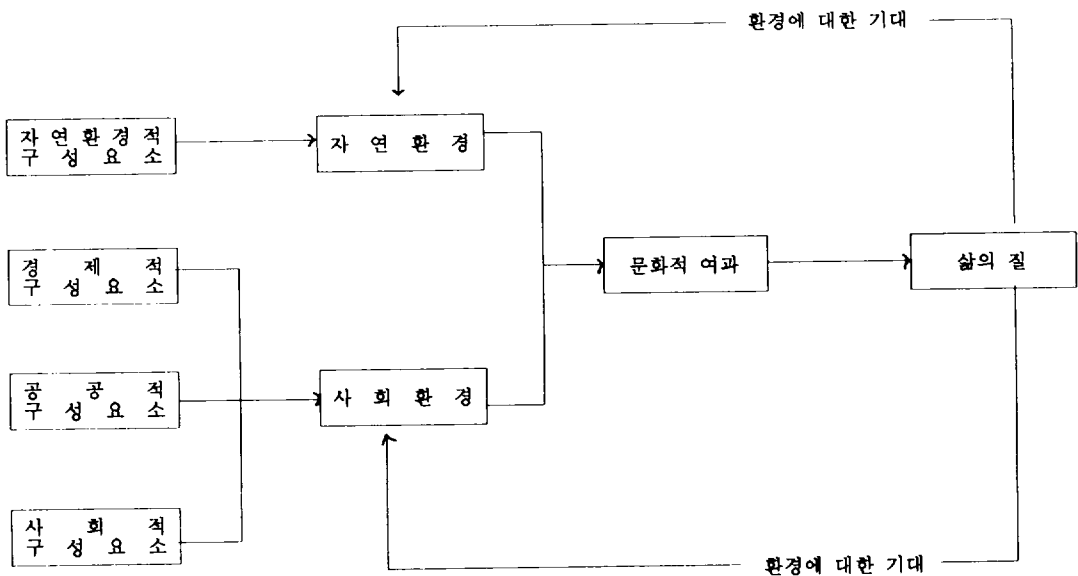 환경에 대한 기대
자연환경적
구성요소
자연환경
경제적
구성요소
문화적 여과
삶의 질
공공적
구성요소
사회환경
사회적
구성요소
환경에 대한 기대